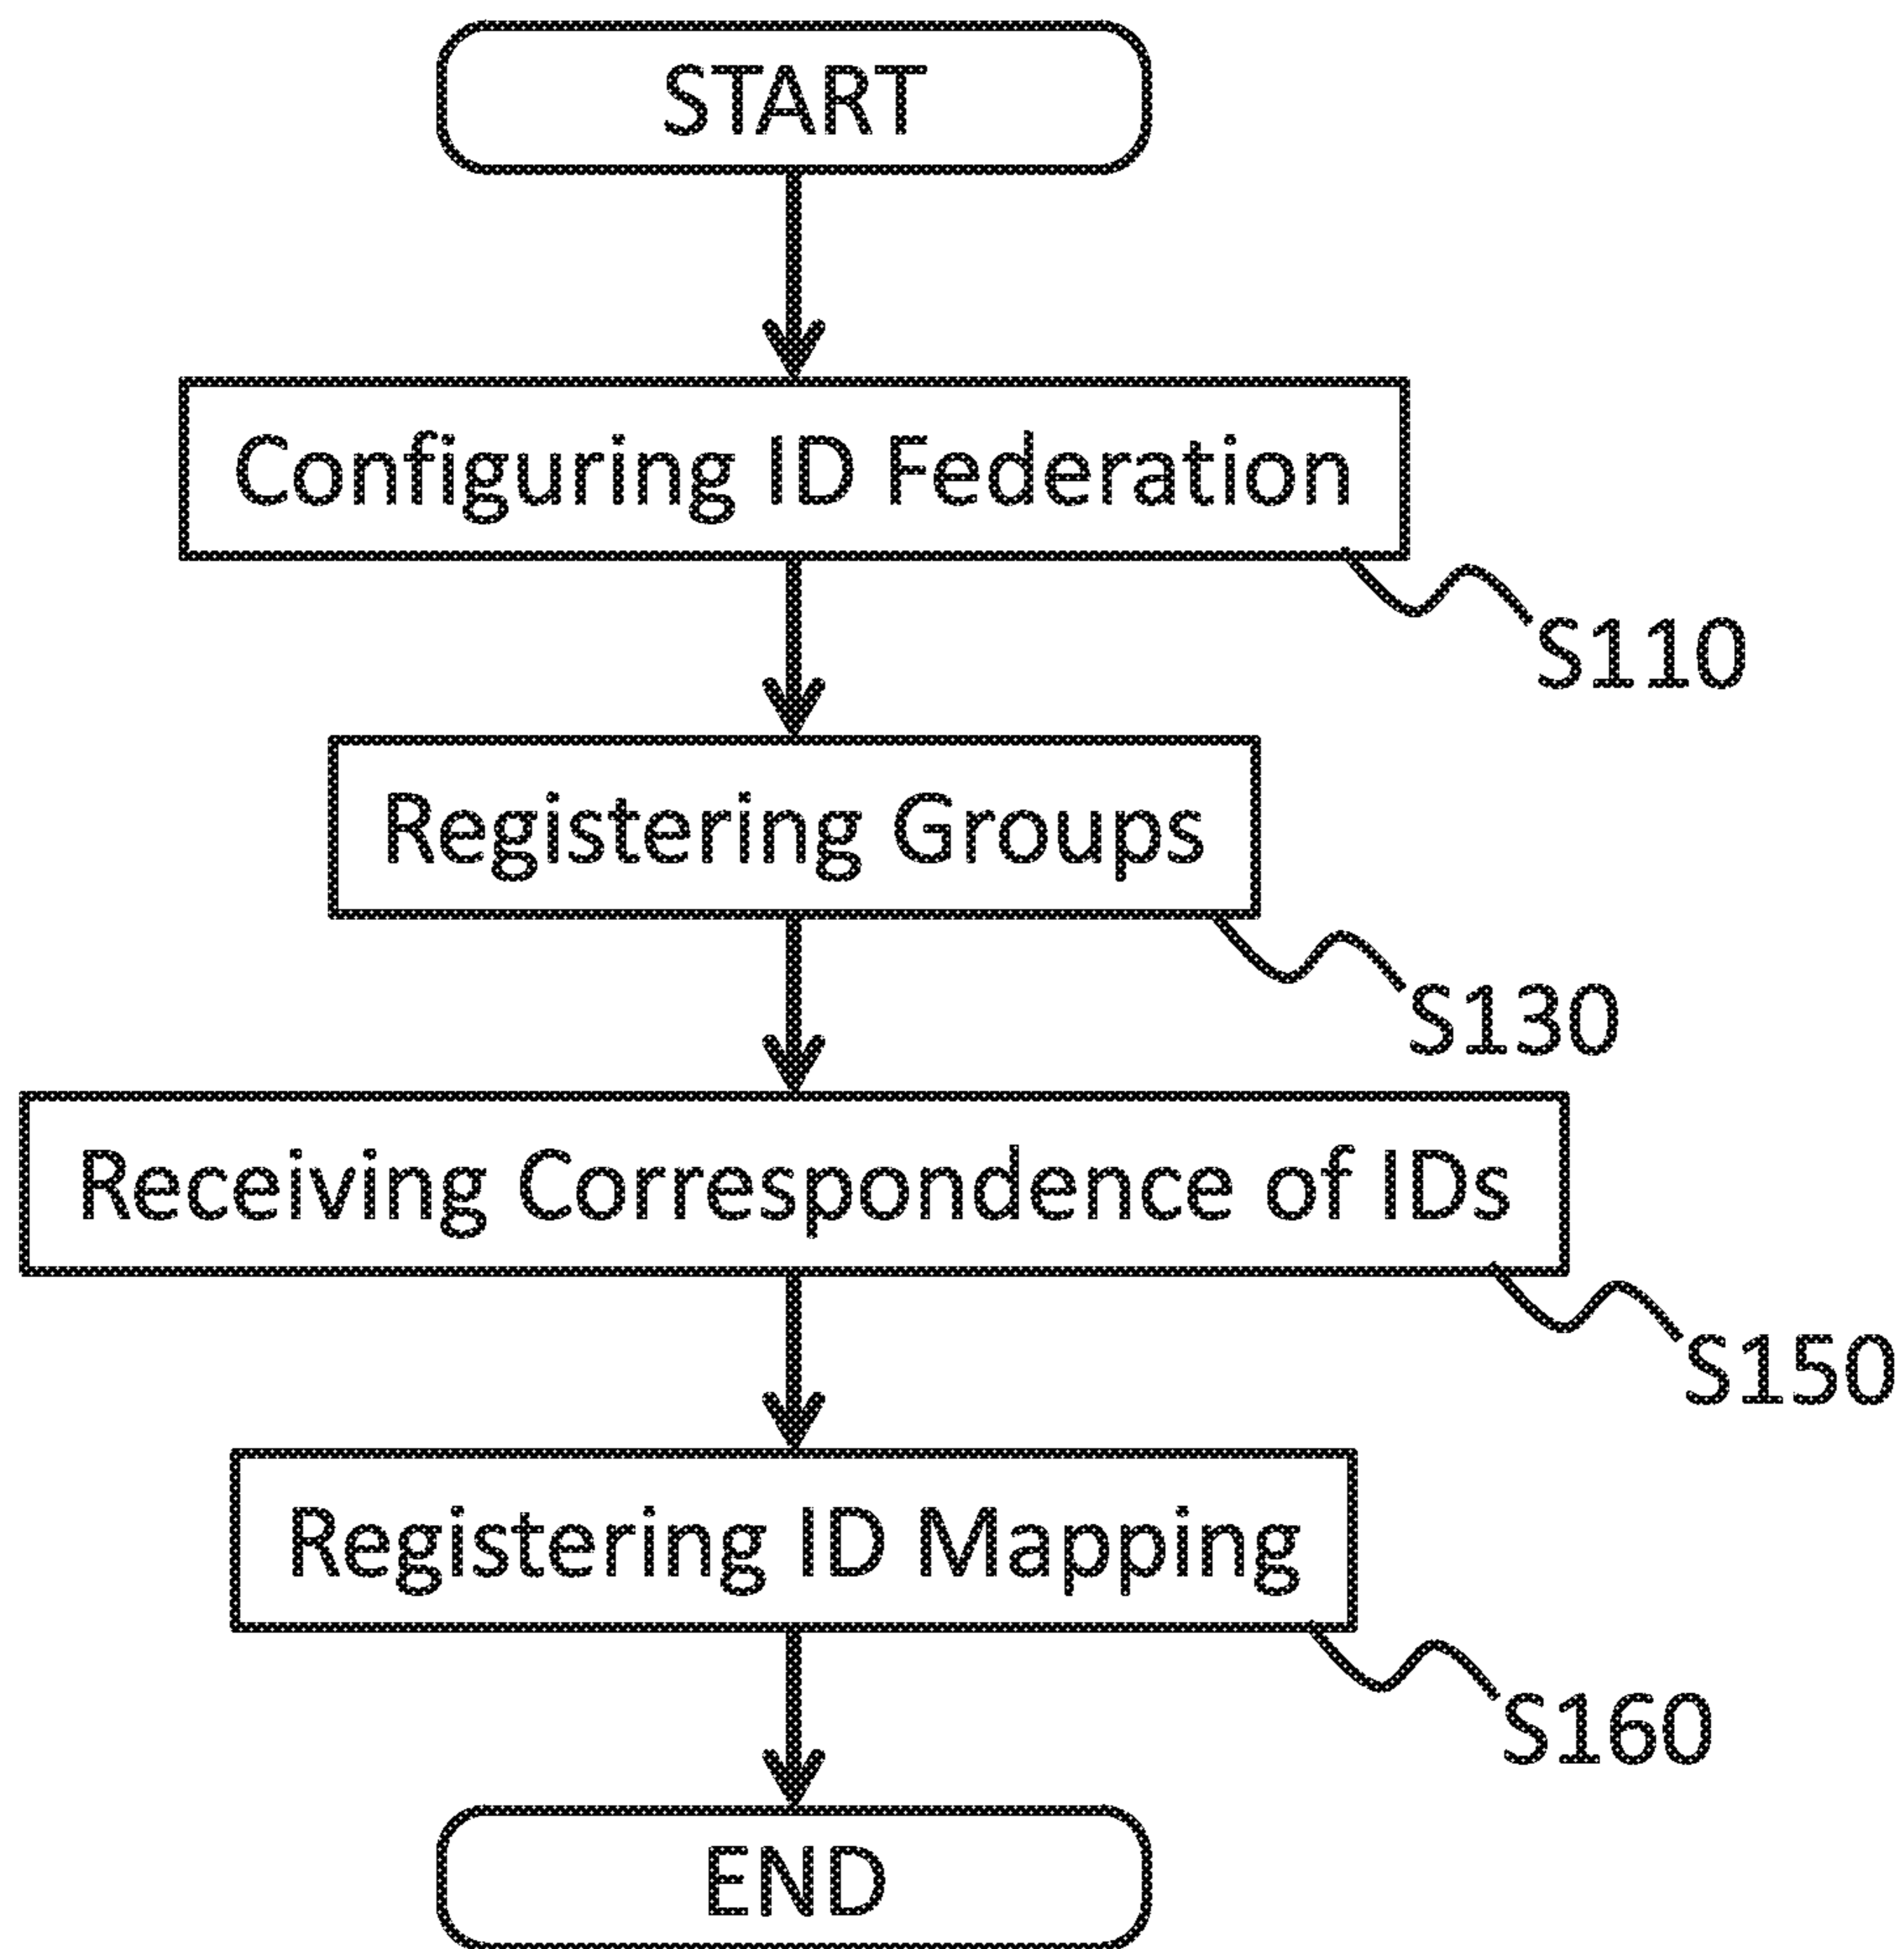 START
Configuring ID Federation
S110
Registering Groups
S130
Receiving Correspondence of IDs
S150
Registering ID Mapping
S160
END